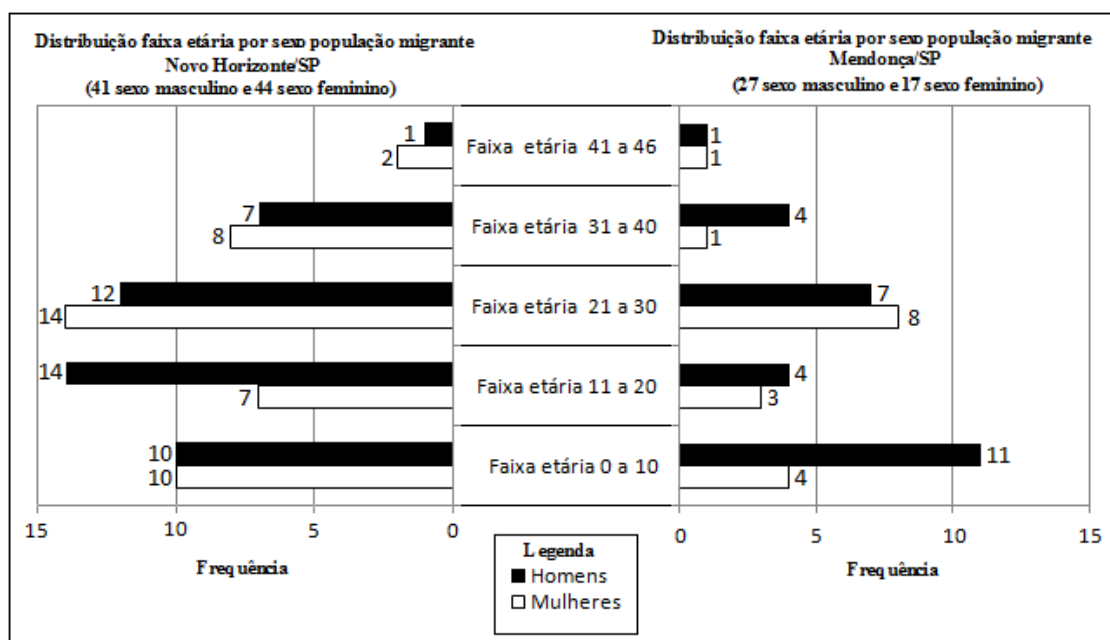 Distribuição faixa etária por sexo população migrante
Novo Horizonte/SP
(41 sexo masculino e 44 sexo feminino)
Distribuição faixa etária por sexo população migrante
Mendonça/SP
(27 sexo masculino e 17 sexo feminino)
1
2
Faixa etária 41 a 46
1
1
7
8
Faixa etária 31 a 40
4
1
12
14
Faixa etária 21 a 30
7
8
14
7
Faixa etária 11 a 20
4
3
10
10
Faixa etária 0 a 10
11
4
15 10 5 0
0 5 10 15
Frequência
Frequência
Legenda
Homens
Mulheres